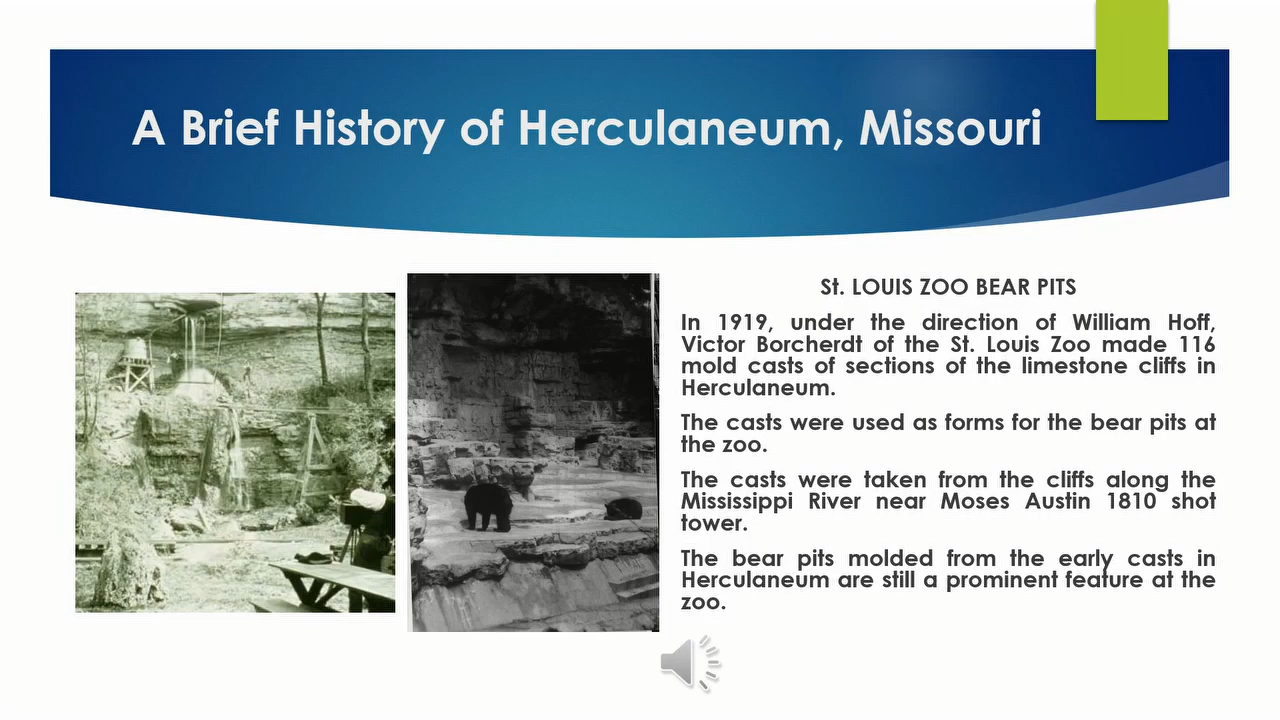 A Brief History of Herculaneum, Missouri
St. LOUIS ZOO BEAR PITS
In 1919, under the direction of William Hoff,
Victor Borcherdt of the St. Louis Zoo made 116
mold casts of sections of the limestone cliffs in
Herculaneum.
The casts were used as forms for the bear pits at
the zoo.
The casts were taken from the cliffs along the
Mississippi River near Moses Austin 1810 shot
tower.
The bear pits molded from the early casts in
Herculaneum are still a prominent feature at the
zoo.